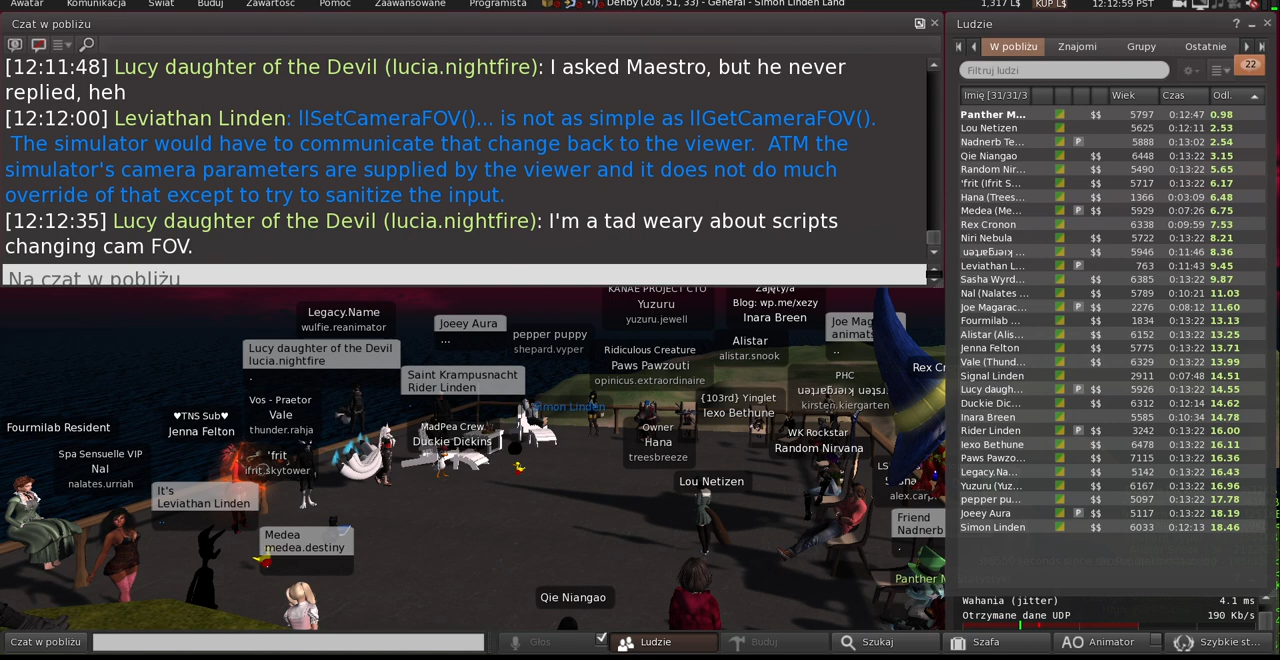 Awatar Komunikacja Świat Buduj Zawartość Pomoc Zaawansowane Programista Denby (208, 51, 33) - General - Simon Linden Land 1,317 L$ KUP L$ 12:12:59 PST
Czat w pobliżu
[12:11:48] Lucy daughter of the Devil (lucia.nightfire): I asked Maestro, but he never
replied, heh
[12:12:00] Leviathan Linden: llSetCameraFOV()... is not as simple as llGetCameraFOV().
The simulator would have to communicate that change back to the viewer. ATM the
simulator's camera parameters are supplied by the viewer and it does not do much
override of that except to try to sanitize the input.
[12:12:35] Lucy daughter of the Devil (lucia.nightfire): I'm a tad weary about scripts
changing cam FOV.
Na czat w pobliżu
KANAE PROJECT CTO
Yuzuru
yuzuru.jewell
Zajęty/a
Blog: wp.me/xezy
Inara Breen
Legacy.Name
wulfie.reanimator
Joeey Aura
...
pepper puppy
shepard.vyper
Joe Mag
animats
..
Alistar
alistar.snook
Lucy daughter of the Devil
lucia.nightfire
.
Ridiculous Creature
Paws Pawzouti
opinicus.extraordinaire
Rex Cr
Saint Krampusnacht
Rider Linden
PHC
kirsten.kiergarten
Vos - Praetor
Vale
thunder.rahja
{103rd} Yinglet
Iexo Bethune
Simon Linden
♥TNS Sub♥
Jenna Felton
Fourmilab Resident
MadPea Crew
Duckie Dickins
Owner
Hana
treesbreeze
WK Rockstar
Random Nirvana
Spa Sensuelle VIP
Nal
nalates.urriah
'frit
ifrit.skytower
Lou Netizen
alex.carp
It's
Leviathan Linden
..
Friend
Nadnerb
.
Medea
medea.destiny
.
Panther M
Qie Niangao
Ludzie
W pobliżu Znajomi Grupy Ostatnie
Filtruj ludzi
22
Imię [31/31/3 Wiek Czas Odl.
Panther M... $$ 5797 0:12:47 0.98
Lou Netizen 5625 0:12:11 2.53
Nadnerb Te... P 5888 0:13:02 2.54
Qie Niangao $$ 6448 0:13:22 3.15
Random Nir... $$ 5490 0:13:22 5.65
'frit (Ifrit S... $$ 5717 0:13:22 6.17
Hana (Trees... $$ 1366 0:03:09 6.48
Medea (Me... P $$ 5929 0:07:26 6.75
Rex Cronon 6338 0:09:59 7.53
Niri Nebula $$ 5722 0:13:22 8.21
$$ 5946 0:11:46 8.36
Leviathan L... P 763 0:11:43 9.45
Sasha Wyrd... $$ 6385 0:13:22 9.87
Nal (Nalates ... $$ 5789 0:10:21 11.03
Joe Magarac... P $$ 2276 0:08:12 11.60
Fourmilab ... $$ 1834 0:13:22 13.13
Alistar (Alis... $$ 6152 0:13:22 13.25
Jenna Felton $$ 5775 0:13:22 13.71
Vale (Thund... $$ 6329 0:13:22 13.99
Signal Linden 2911 0:07:48 14.51
Lucy daugh... P $$ 5926 0:13:22 14.55
Duckie Dic... $$ 6312 0:12:14 14.62
Inara Breen 5585 0:10:34 14.78
Rider Linden P $$ 3242 0:13:22 16.00
Iexo Bethune $$ 6478 0:13:22 16.11
Paws Pawzo... $$ 7115 0:13:22 16.36
Legacy.Na... $$ 5142 0:13:22 16.43
Yuzuru (Yuz... $$ 6167 0:13:22 16.96
pepper pu... $$ 5097 0:13:22 17.78
Joeey Aura P $$ 5117 0:13:22 18.19
Simon Linden $$ 6033 0:12:13 18.46
Wahania (jitter) 4.1 ms
Otrzymane dane UDP 190 Kb/s
Czat w pobliżu Głos Ludzie Buduj Szukaj Szafa AO Animator Szybkie st...